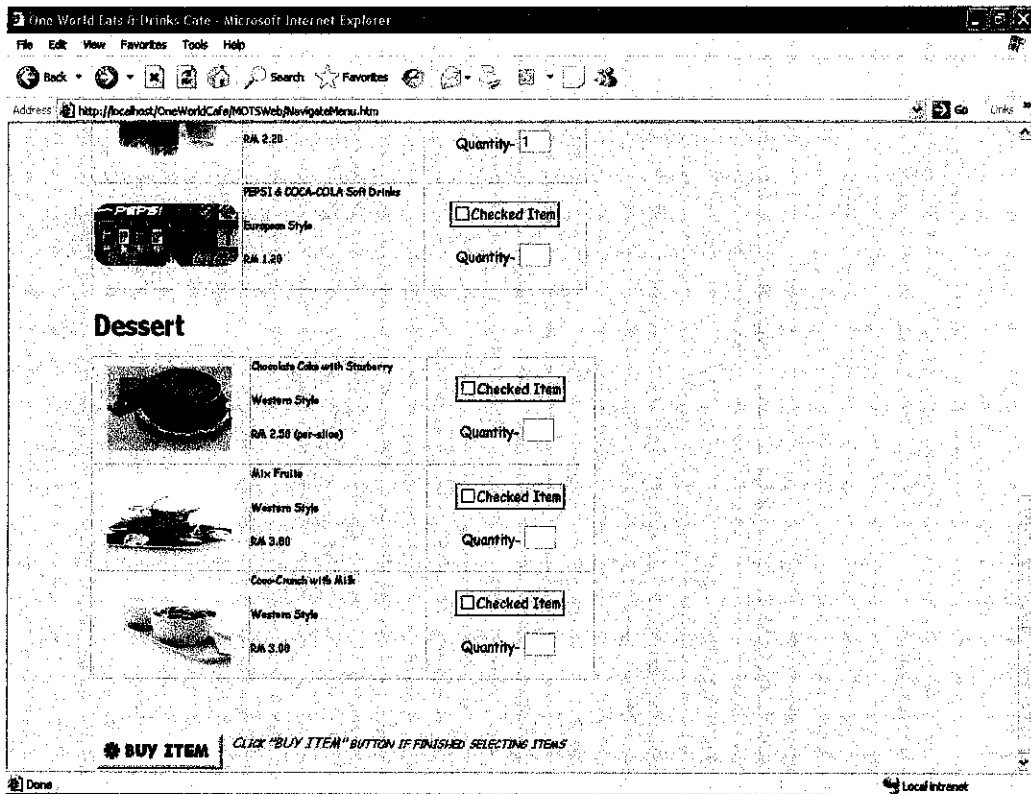 One World Eats & Drinks Cafe - Microsoft Internet Explorer
File Edit View Favorites Tools Help
Back Search Favorites
Address http://localhost/OneWorldCafe/MOTSWeb/NavigateMenu.htm Go Links »
RM 2.20
Quantity- 1
PEPSI & COCA-COLA Soft Drinks
PEPSI
Checked Item
European Style
RM 1.20
Quantity-
Dessert
Chocolate Cake with Starberry
Checked Item
Western Style
RM 2.50 (per-slice)
Quantity-
Mix Fruits
Checked Item
Western Style
RM 3.80
Quantity-
Coco-Crunch with Milk
Checked Item
Western Style
RM 3.00
Quantity-
BUY ITEM CLICK "BUY ITEM" BUTTON IF FINISHED SELECTING ITEMS
Done Local intranet